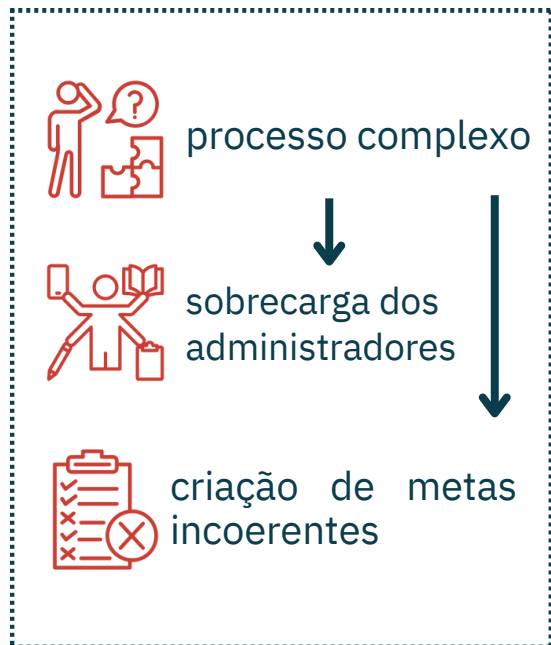 ?
processo complexo
sobrecarga dos
administradores
criação de metas
incoerentes